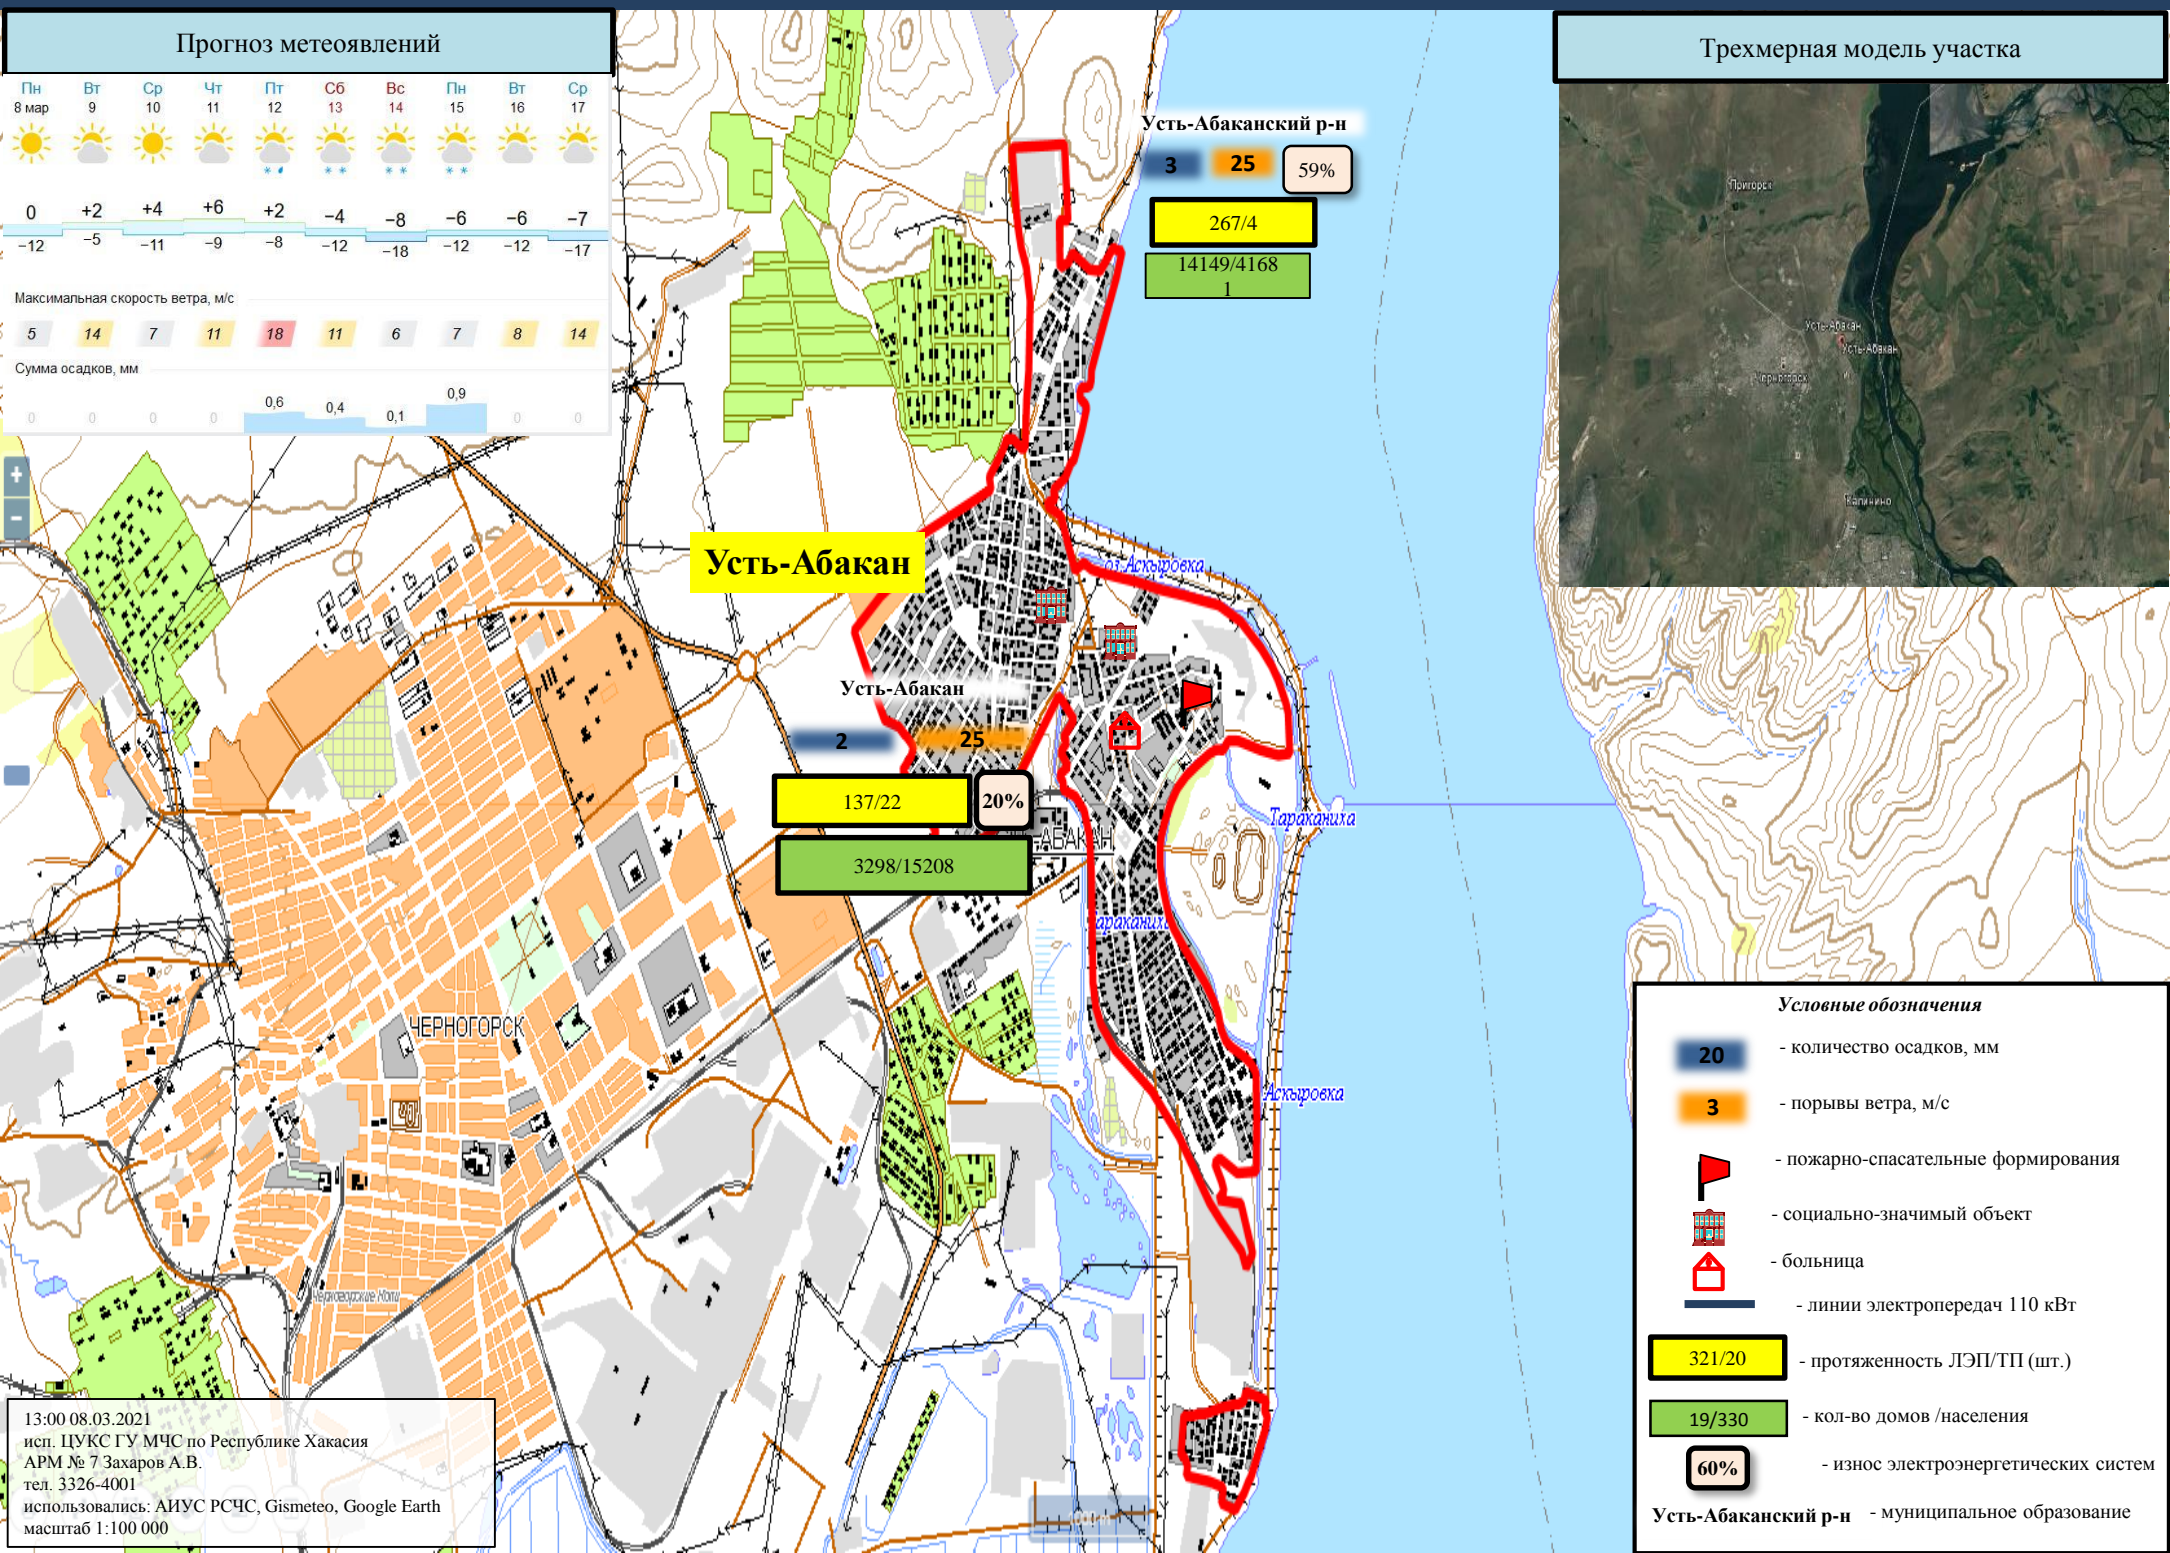 Прогноз метеоявлений
Пн Вт Ср Чт Пт Сб Вс Пн Вт Ср
8 мар 9 10 11 12 13 14 15 16 17
0 +2 +4 +6 +2 −4 −8 −6 −6 −7
−12 −5 −11 −9 −8 −12 −18 −12 −12 −17
Максимальная скорость ветра, м/с
5 14 7 11 18 11 6 7 8 14
Сумма осадков, мм
0 0 0 0 0,6 0,4 0,1 0,9 0 0
+
−
Усть-Абаканский р-н
3 25 59%
267/4
14149/4168
1
Трехмерная модель участка
Пригорск
Усть-Абакан
Усть-Абакан
Черногорск
Калинино
Усть-Абакан
оз.Аскыровка
Усть-Абакан
2 25
137/22 20%
3298/15208
-АБАКАН
Тараканиха
Тараканиха
Аскыровка
ЧЕРНОГОРСК
Черногорские Копи
13:00 08.03.2021
исп. ЦУКС ГУ МЧС по Республике Хакасия
АРМ № 7 Захаров А.В.
тел. 3326-4001
использовались: АИУС РСЧС, Gismeteo, Google Earth
масштаб 1:100 000
Условные обозначения
20 - количество осадков, мм
3 - порывы ветра, м/с
- пожарно-спасательные формирования
- социально-значимый объект
- больница
- линии электропередач 110 кВт
321/20 - протяженность ЛЭП/ТП (шт.)
19/330 - кол-во домов /населения
60% - износ электроэнергетических систем
Усть-Абаканский р-н - муниципальное образование